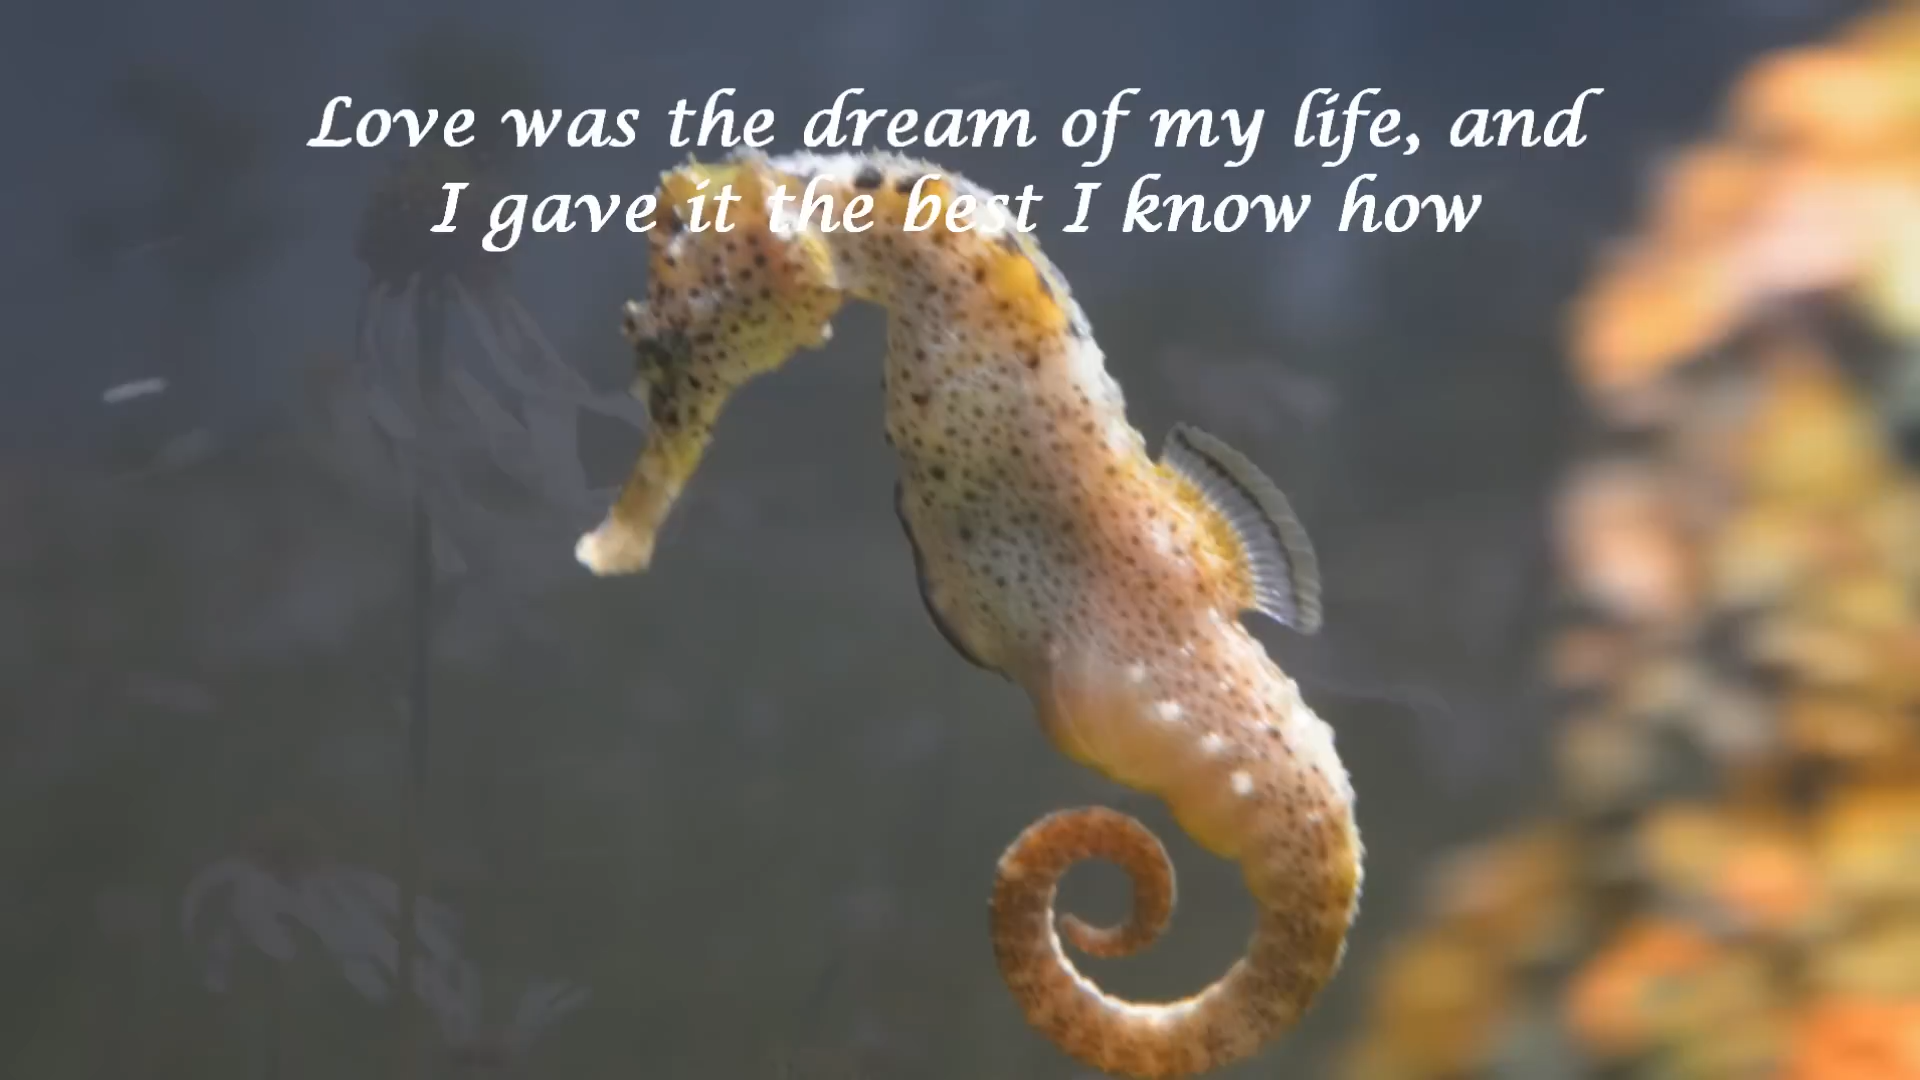 Love was the dream of my life, and
I gave it the best I know how